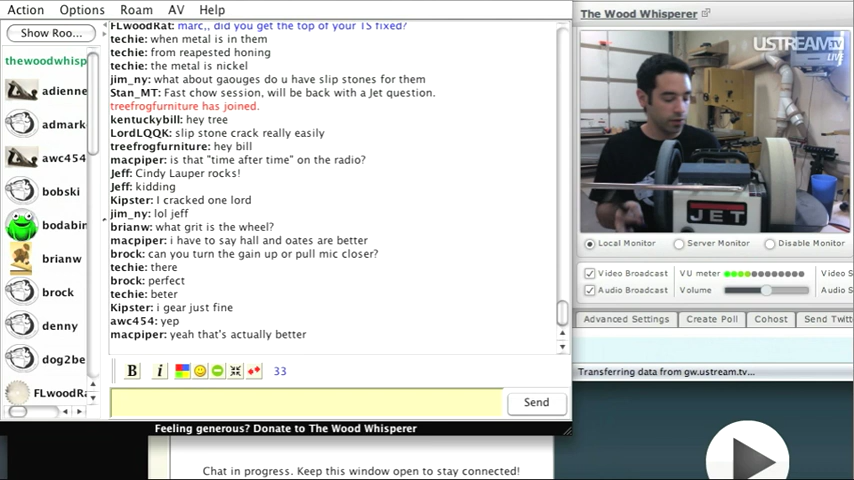 Action Options Roam AV Help
Show Roo...
thewoodwhisp
adienne
admark
awc454
bobski
bodabin
brianw
brock
denny
dog2be
FLwoodRa
FLwoodRat: marc,, did you get the top of your TS fixed?
techie: when metal is in them
techie: from reapested honing
techie: the metal is nickel
jim_ny: what about gaouges do u have slip stones for them
Stan_MT: Fast chow session, will be back with a Jet question.
treefrogfurniture has joined.
kentuckybill: hey tree
LordLQQK: slip stone crack really easily
treefrogfurniture: hey bill
macpiper: is that "time after time" on the radio?
Jeff: Cindy Lauper rocks!
Jeff: kidding
Kipster: I cracked one lord
jim_ny: lol jeff
brianw: what grit is the wheel?
macpiper: i have to say hall and oates are better
brock: can you turn the gain up or pull mic closer?
techie: there
brock: perfect
techie: beter
Kipster: i gear just fine
awc454: yep
macpiper: yeah that's actually better
B i 33
Send
Feeling generous? Donate to The Wood Whisperer
Chat in progress. Keep this window open to stay connected!
The Wood Whisperer
USTREAM TV
LIVE
JET
Local Monitor Server Monitor Disable Monitor
Video Broadcast VU meter Video S
Audio Broadcast Volume Audio S
Advanced Settings Create Poll Cohost Send Twitt
Transferring data from gw.ustream.tv...